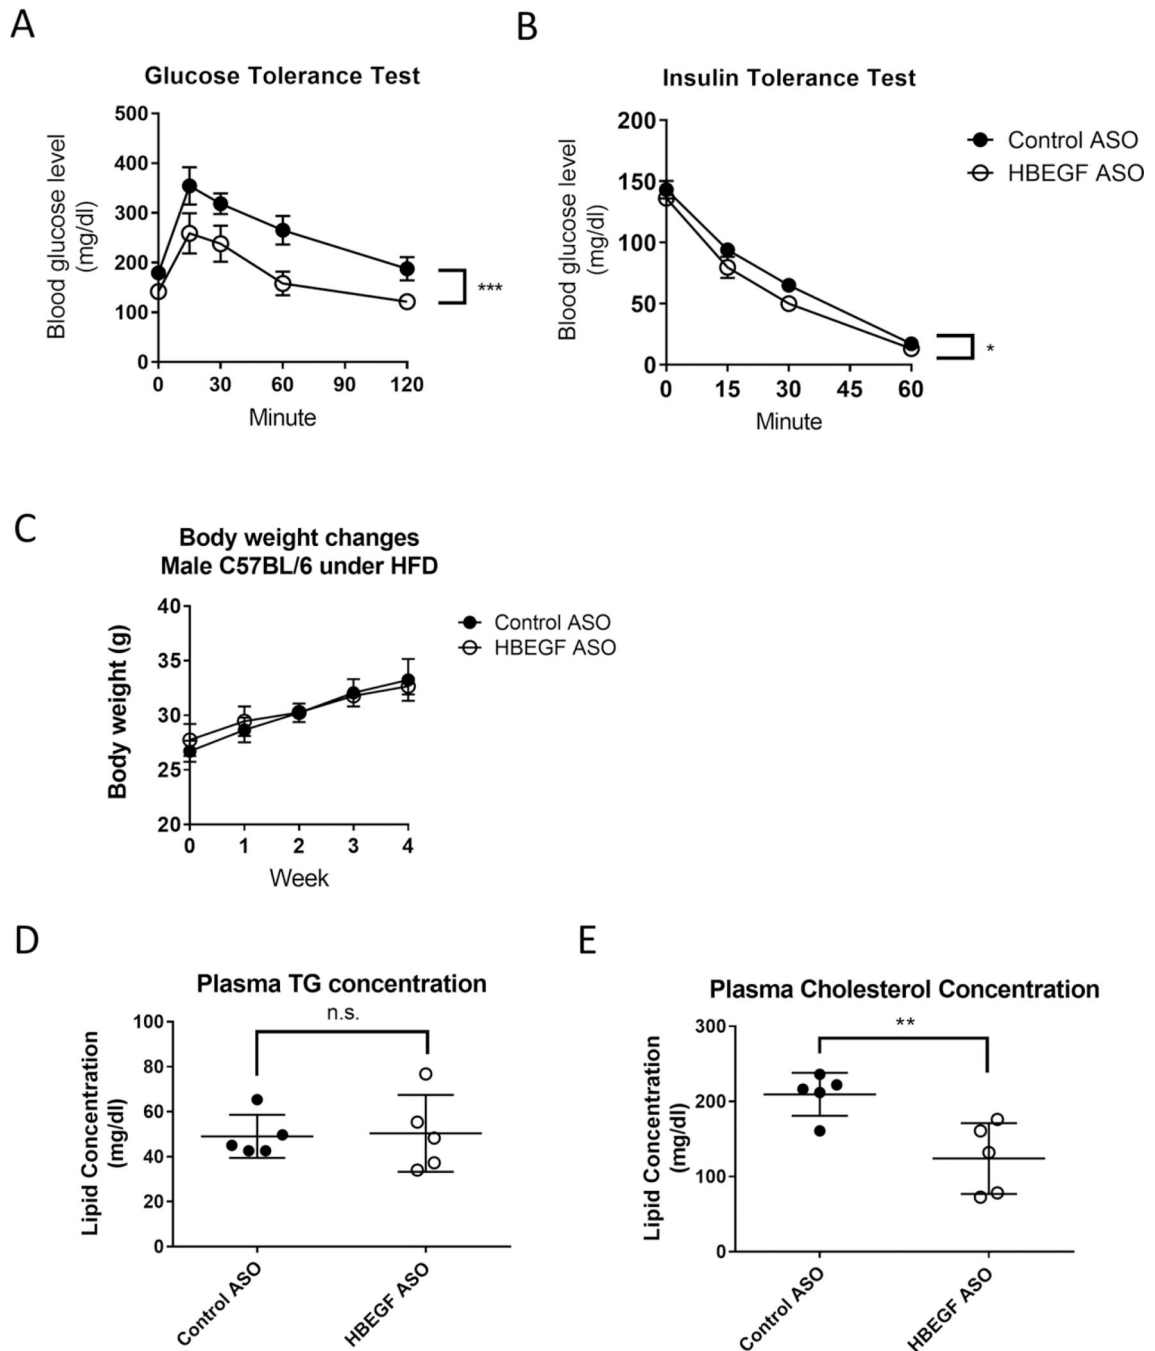 A
B
Glucose Tolerance Test
Insulin Tolerance Test
Blood glucose level
(mg/dl)
500
400
300
200
100
0
0 30 60 90 120
Minute
***
Blood glucose level
(mg/dl)
200
150
100
50
0
0 15 30 45 60
Minute
*
Control ASO
HBEGF ASO
C
Body weight changes
Male C57BL/6 under HFD
Body weight (g)
40
35
30
25
20
0 1 2 3 4
Week
Control ASO
HBEGF ASO
D
Plasma TG concentration
n.s.
Lipid Concentration
(mg/dl)
100
80
60
40
20
0
Control ASO
HBEGF ASO
E
Plasma Cholesterol Concentration
**
Lipid Concentration
(mg/dl)
300
200
100
0
Control ASO
HBEGF ASO